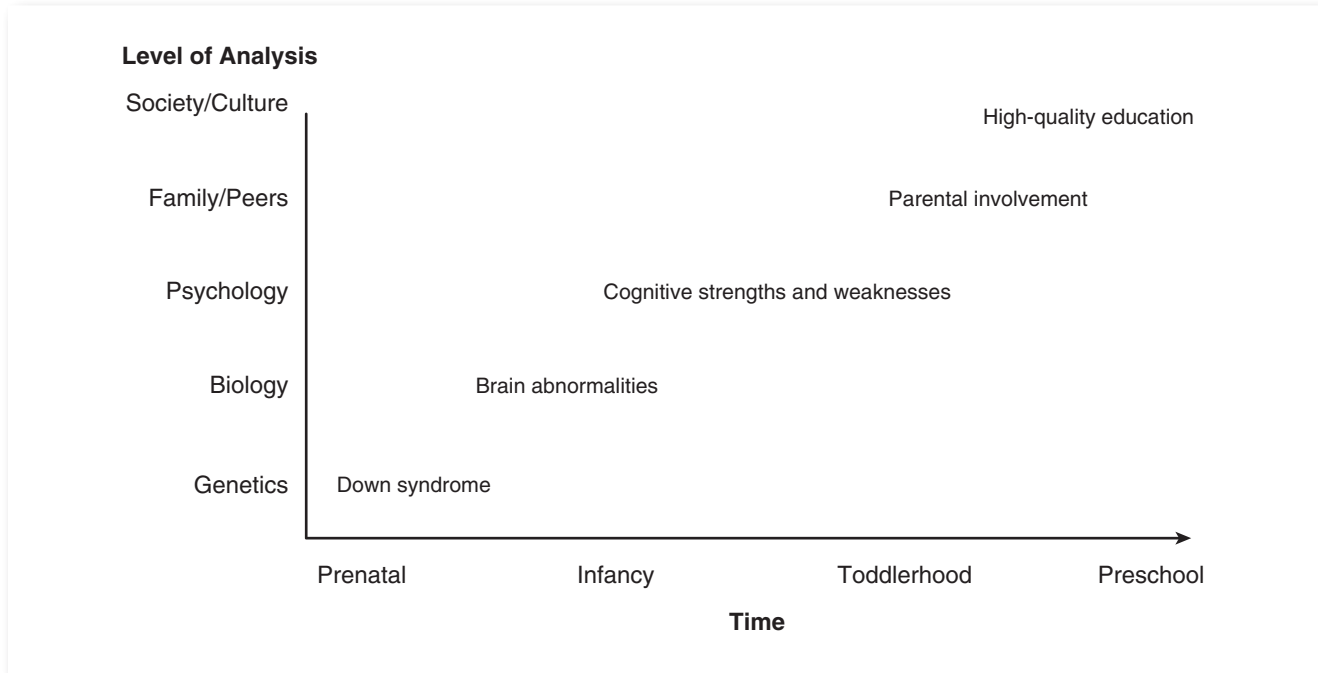 Level of Analysis
Society/Culture
High-quality education
Family/Peers
Parental involvement
Psychology
Cognitive strengths and weaknesses
Biology
Brain abnormalities
Genetics
Down syndrome
Prenatal
Infancy
Toddlerhood
Preschool
Time